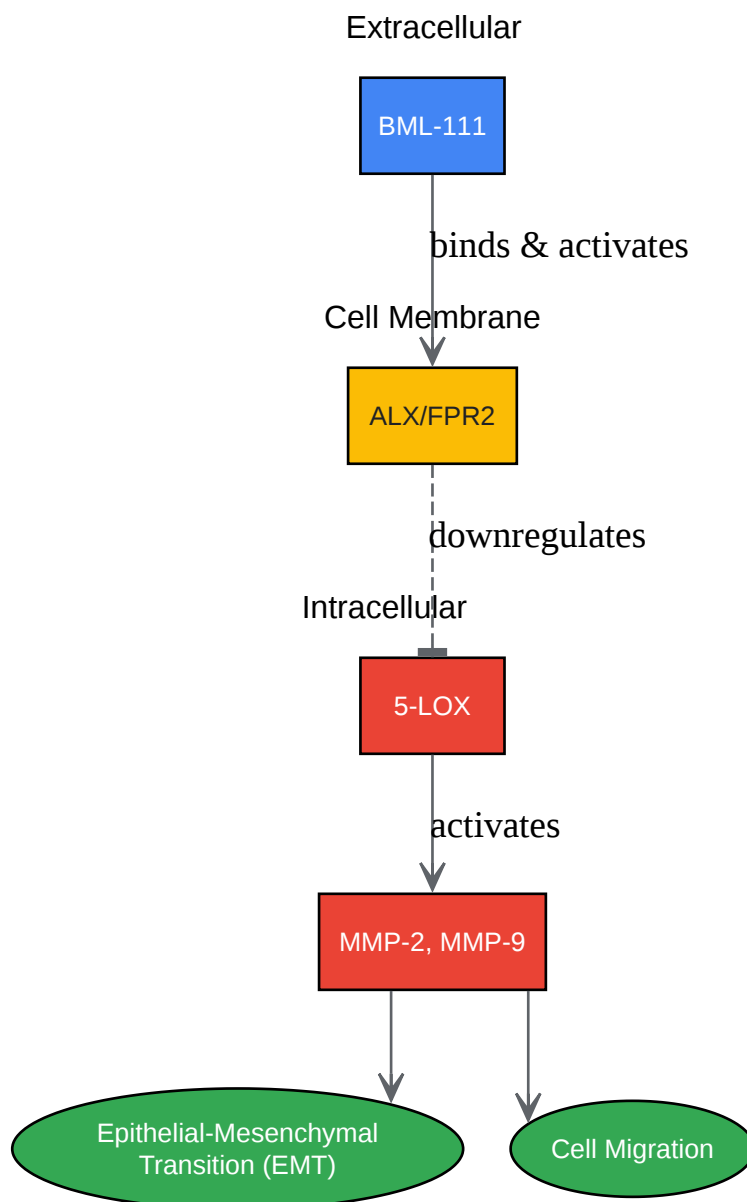 Extracellular
BML-111
binds & activates
Cell Membrane
ALX/FPR2
downregulates
Intracellular
5-LOX
activates
MMP-2, MMP-9
Epithelial-Mesenchymal
Transition (EMT)
Cell Migration